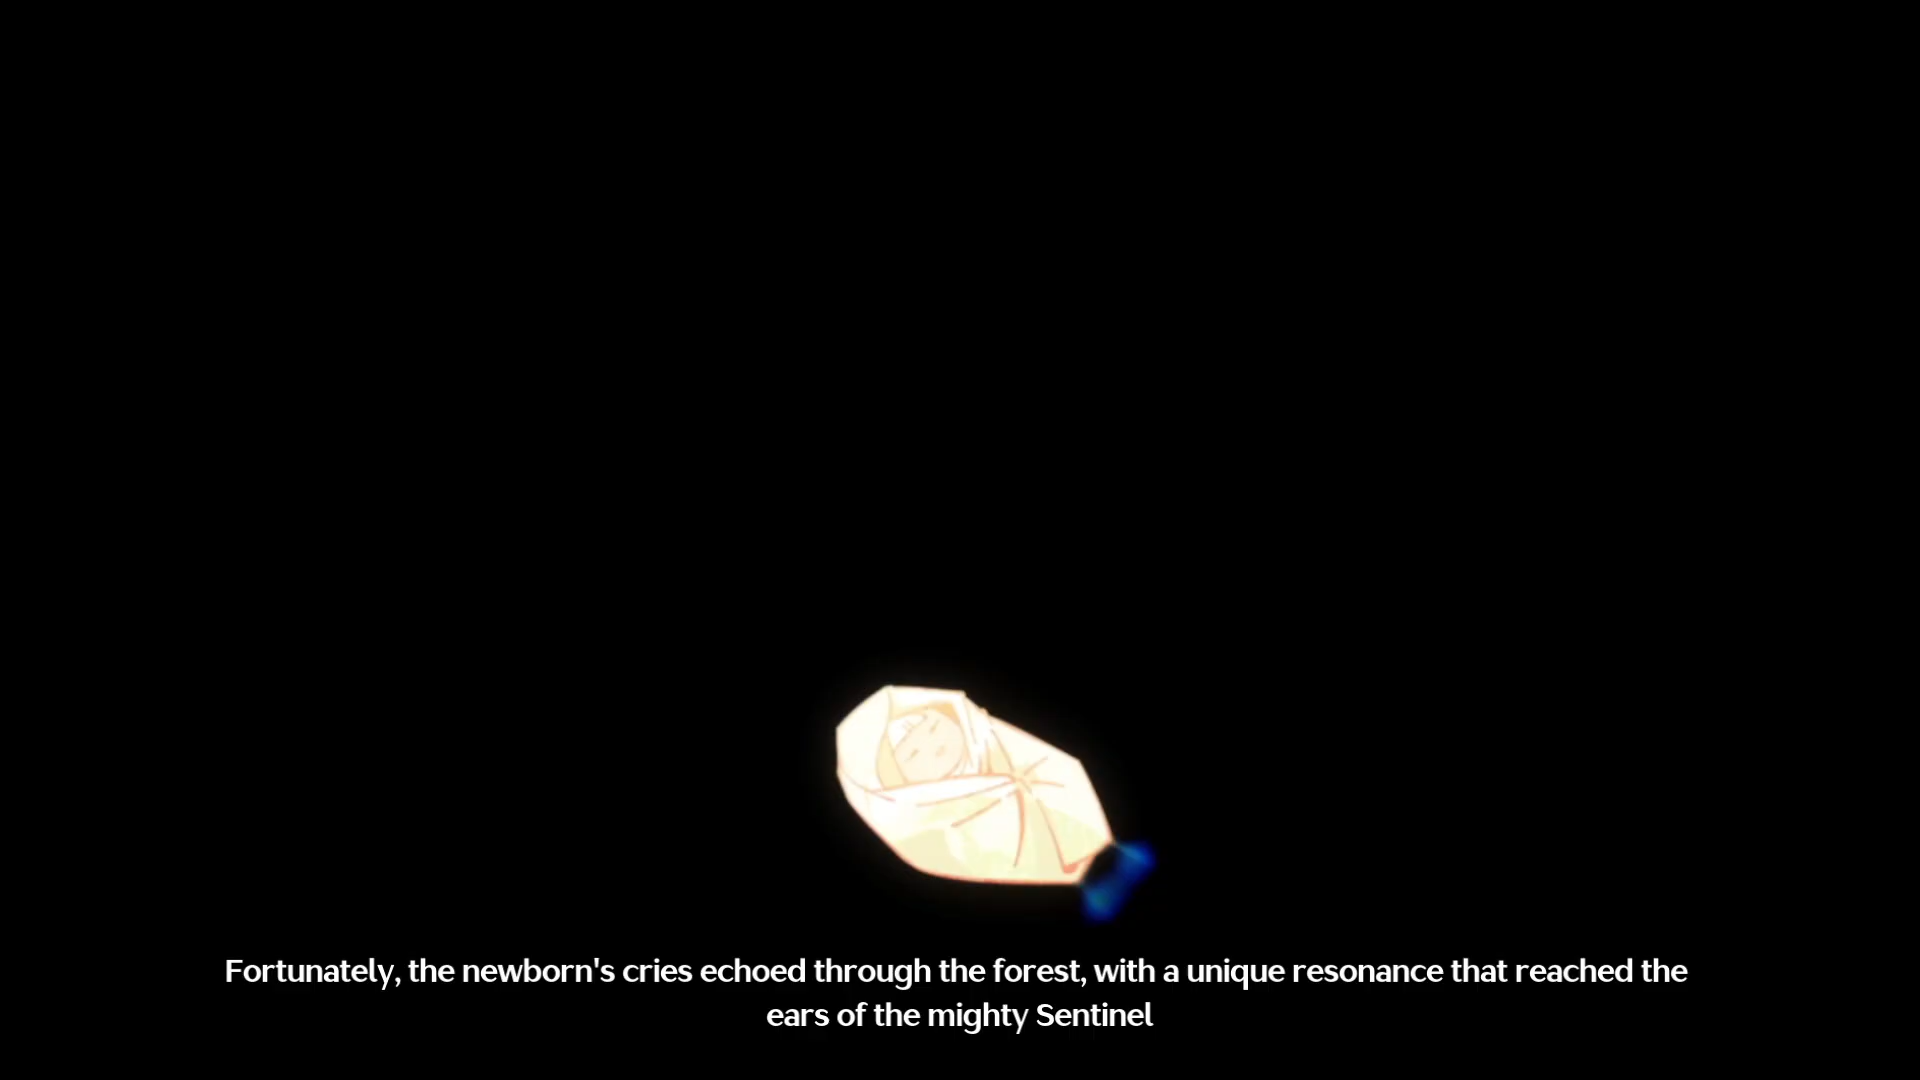 Fortunately, the newborn's cries echoed through the forest, with a unique resonance that reached the
ears of the mighty Sentinel